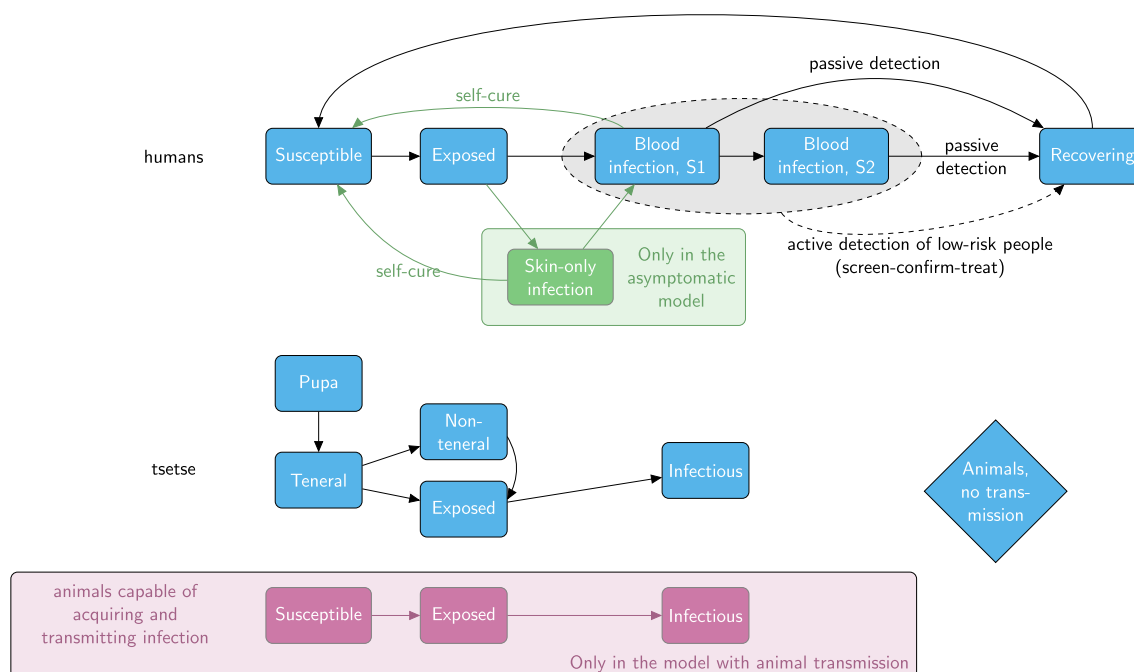 passive detection
self-cure
humans
Susceptible
Exposed
Blood
infection, S1
Blood
infection, S2
passive
detection
Recovering
active detection of low-risk people
(screen-confirm-treat)
self-cure
Skin-only
infection
Only in the
asymptomatic
model
Pupa
tsetse
Teneral
Non-
teneral
Exposed
Infectious
Animals,
no trans-
mission
animals capable of
acquiring and
transmitting infection
Susceptible
Exposed
Infectious
Only in the model with animal transmission